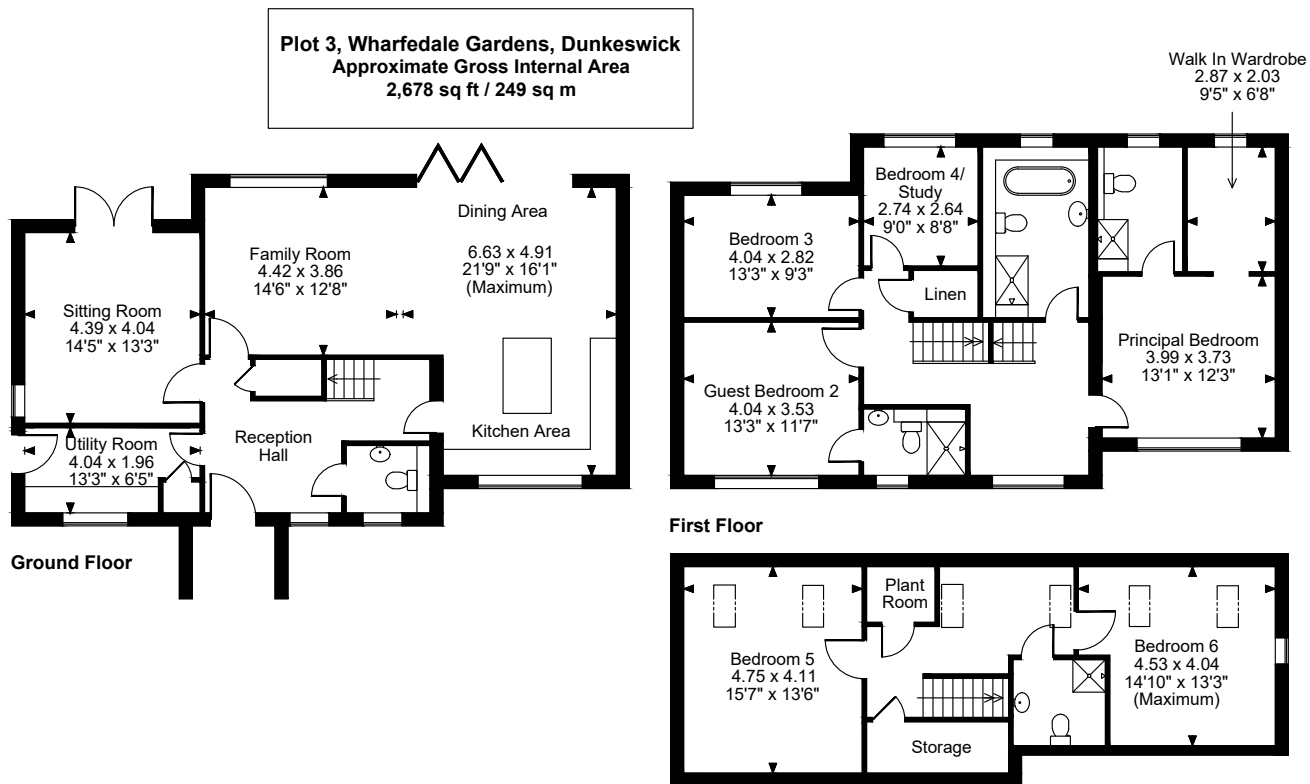 Plot 3, Wharfedale Gardens, Dunkeswick
Approximate Gross Internal Area
2,678 sq ft / 249 sq m
Dining Area
6.63 x 4.91
21'9" x 16'1"
(Maximum)
Family Room
4.42 x 3.86
14'6" x 12'8"
Sitting Room
4.39 x 4.04
14'5" x 13'3"
Kitchen Area
Reception
Hall
Utility Room
4.04 x 1.96
13'3" x 6'5"
Ground Floor
Walk In Wardrobe
2.87 x 2.03
9'5" x 6'8"
Bedroom 4/
Study
2.74 x 2.64
9'0" x 8'8"
Bedroom 3
4.04 x 2.82
13'3" x 9'3"
Linen
Principal Bedroom
3.99 x 3.73
13'1" x 12'3"
Guest Bedroom 2
4.04 x 3.53
13'3" x 11'7"
First Floor
Plant
Room
Bedroom 5
4.75 x 4.11
15'7" x 13'6"
Bedroom 6
4.53 x 4.04
14'10" x 13'3"
(Maximum)
Storage